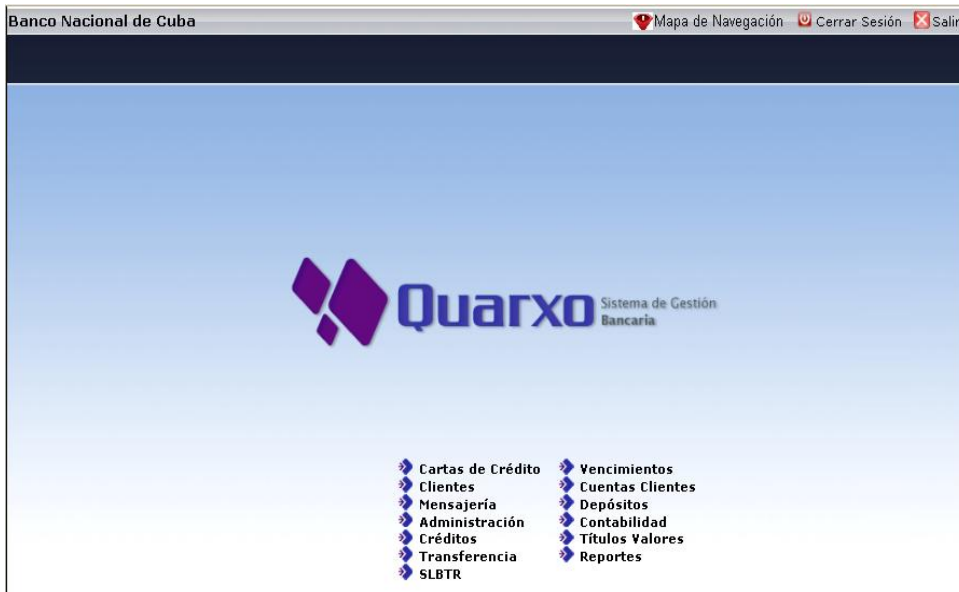 Banco Nacional de Cuba
Mapa de Navegación
Cerrar Sesión
Salir
Quarxo
Sistema de Gestión
Bancaria
Cartas de Crédito
Clientes
Mensajería
Administración
Créditos
Transferencia
SLBTR
Vencimientos
Cuentas Clientes
Depósitos
Contabilidad
Títulos Valores
Reportes